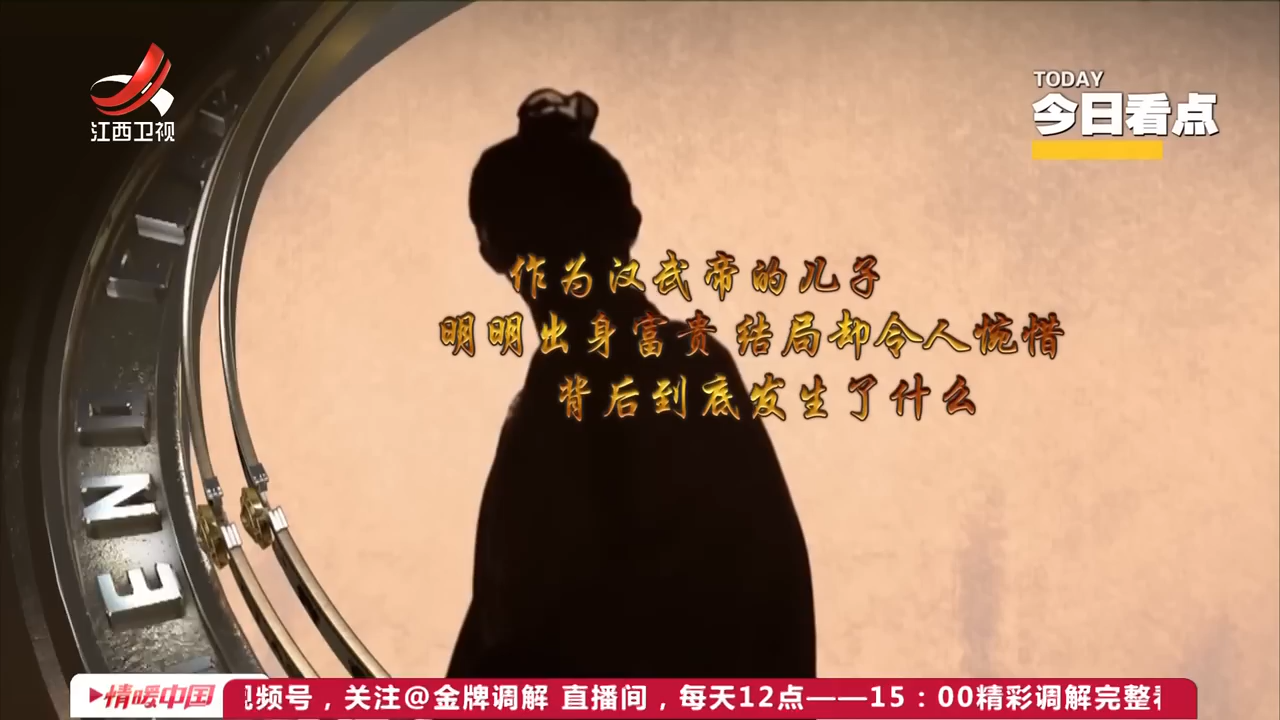 江西卫视
TODAY
今日看点
作为汉武帝的儿子
明明出身富贵 结局却令人惋惜
背后到底发生了什么
END
情暖中国
视频号，关注@金牌调解 直播间，每天12点——15：00精彩调解完整